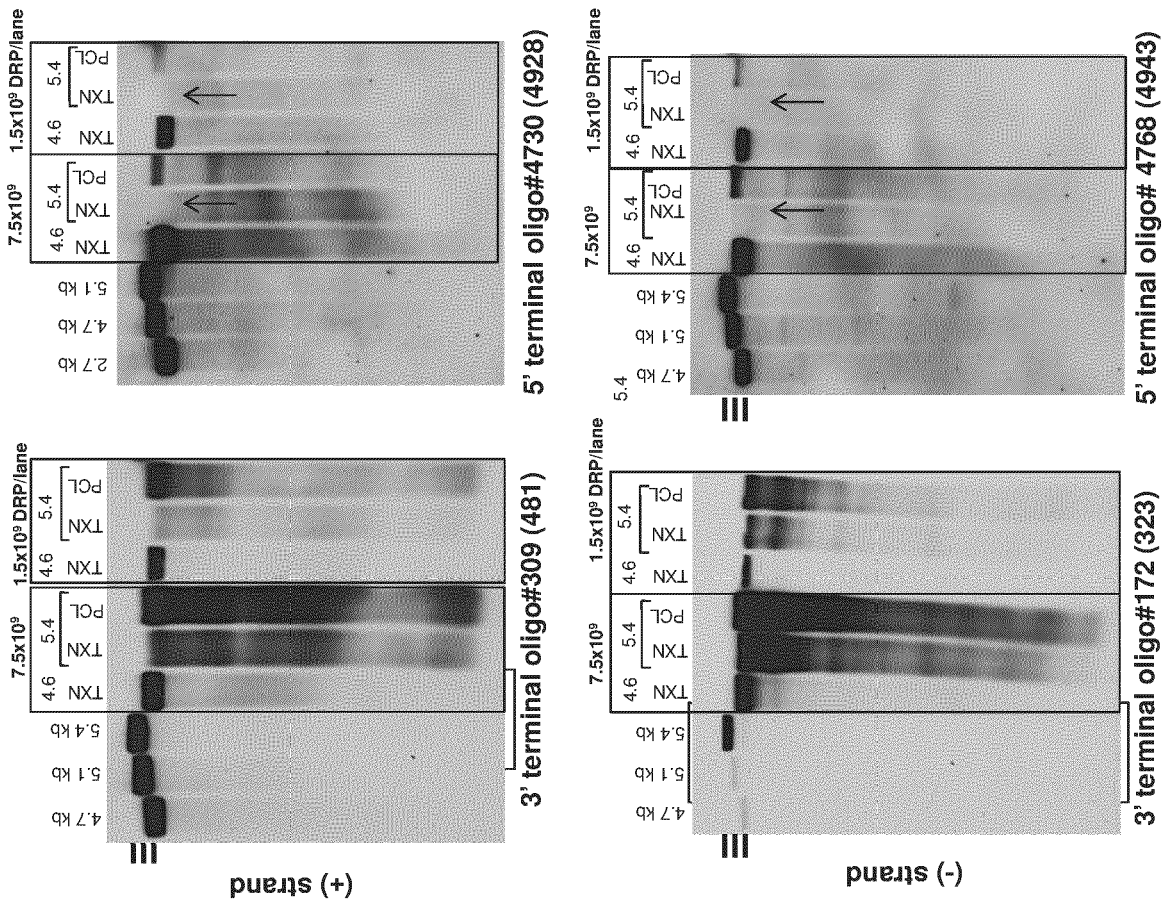 7.5x10⁹ 1.5x10⁹ DRP/lane
4.6 5.4 4.6 5.4
4.7 kb 5.1 kb 5.4 kb TXN TXN PCL TXN TXN PCL
(+) strand
3' terminal oligo#309 (481)
7.5x10⁹ 1.5x10⁹ DRP/lane
4.6 5.4 4.6 5.4
2.7 kb 4.7 kb 5.1 kb TXN TXN PCL TXN TXN PCL
5' terminal oligo#4730 (4928)
7.5x10⁹ 1.5x10⁹ DRP/lane
4.6 5.4 4.6 5.4
4.7 kb 5.1 kb 5.4 kb TXN TXN PCL TXN TXN PCL
(-) strand
3' terminal oligo#172 (323)
7.5x10⁹ 1.5x10⁹ DRP/lane
4.6 5.4 4.6 5.4
5.4
4.7 kb 5.1 kb 5.4 kb TXN TXN PCL TXN TXN PCL
5' terminal oligo# 4768 (4943)